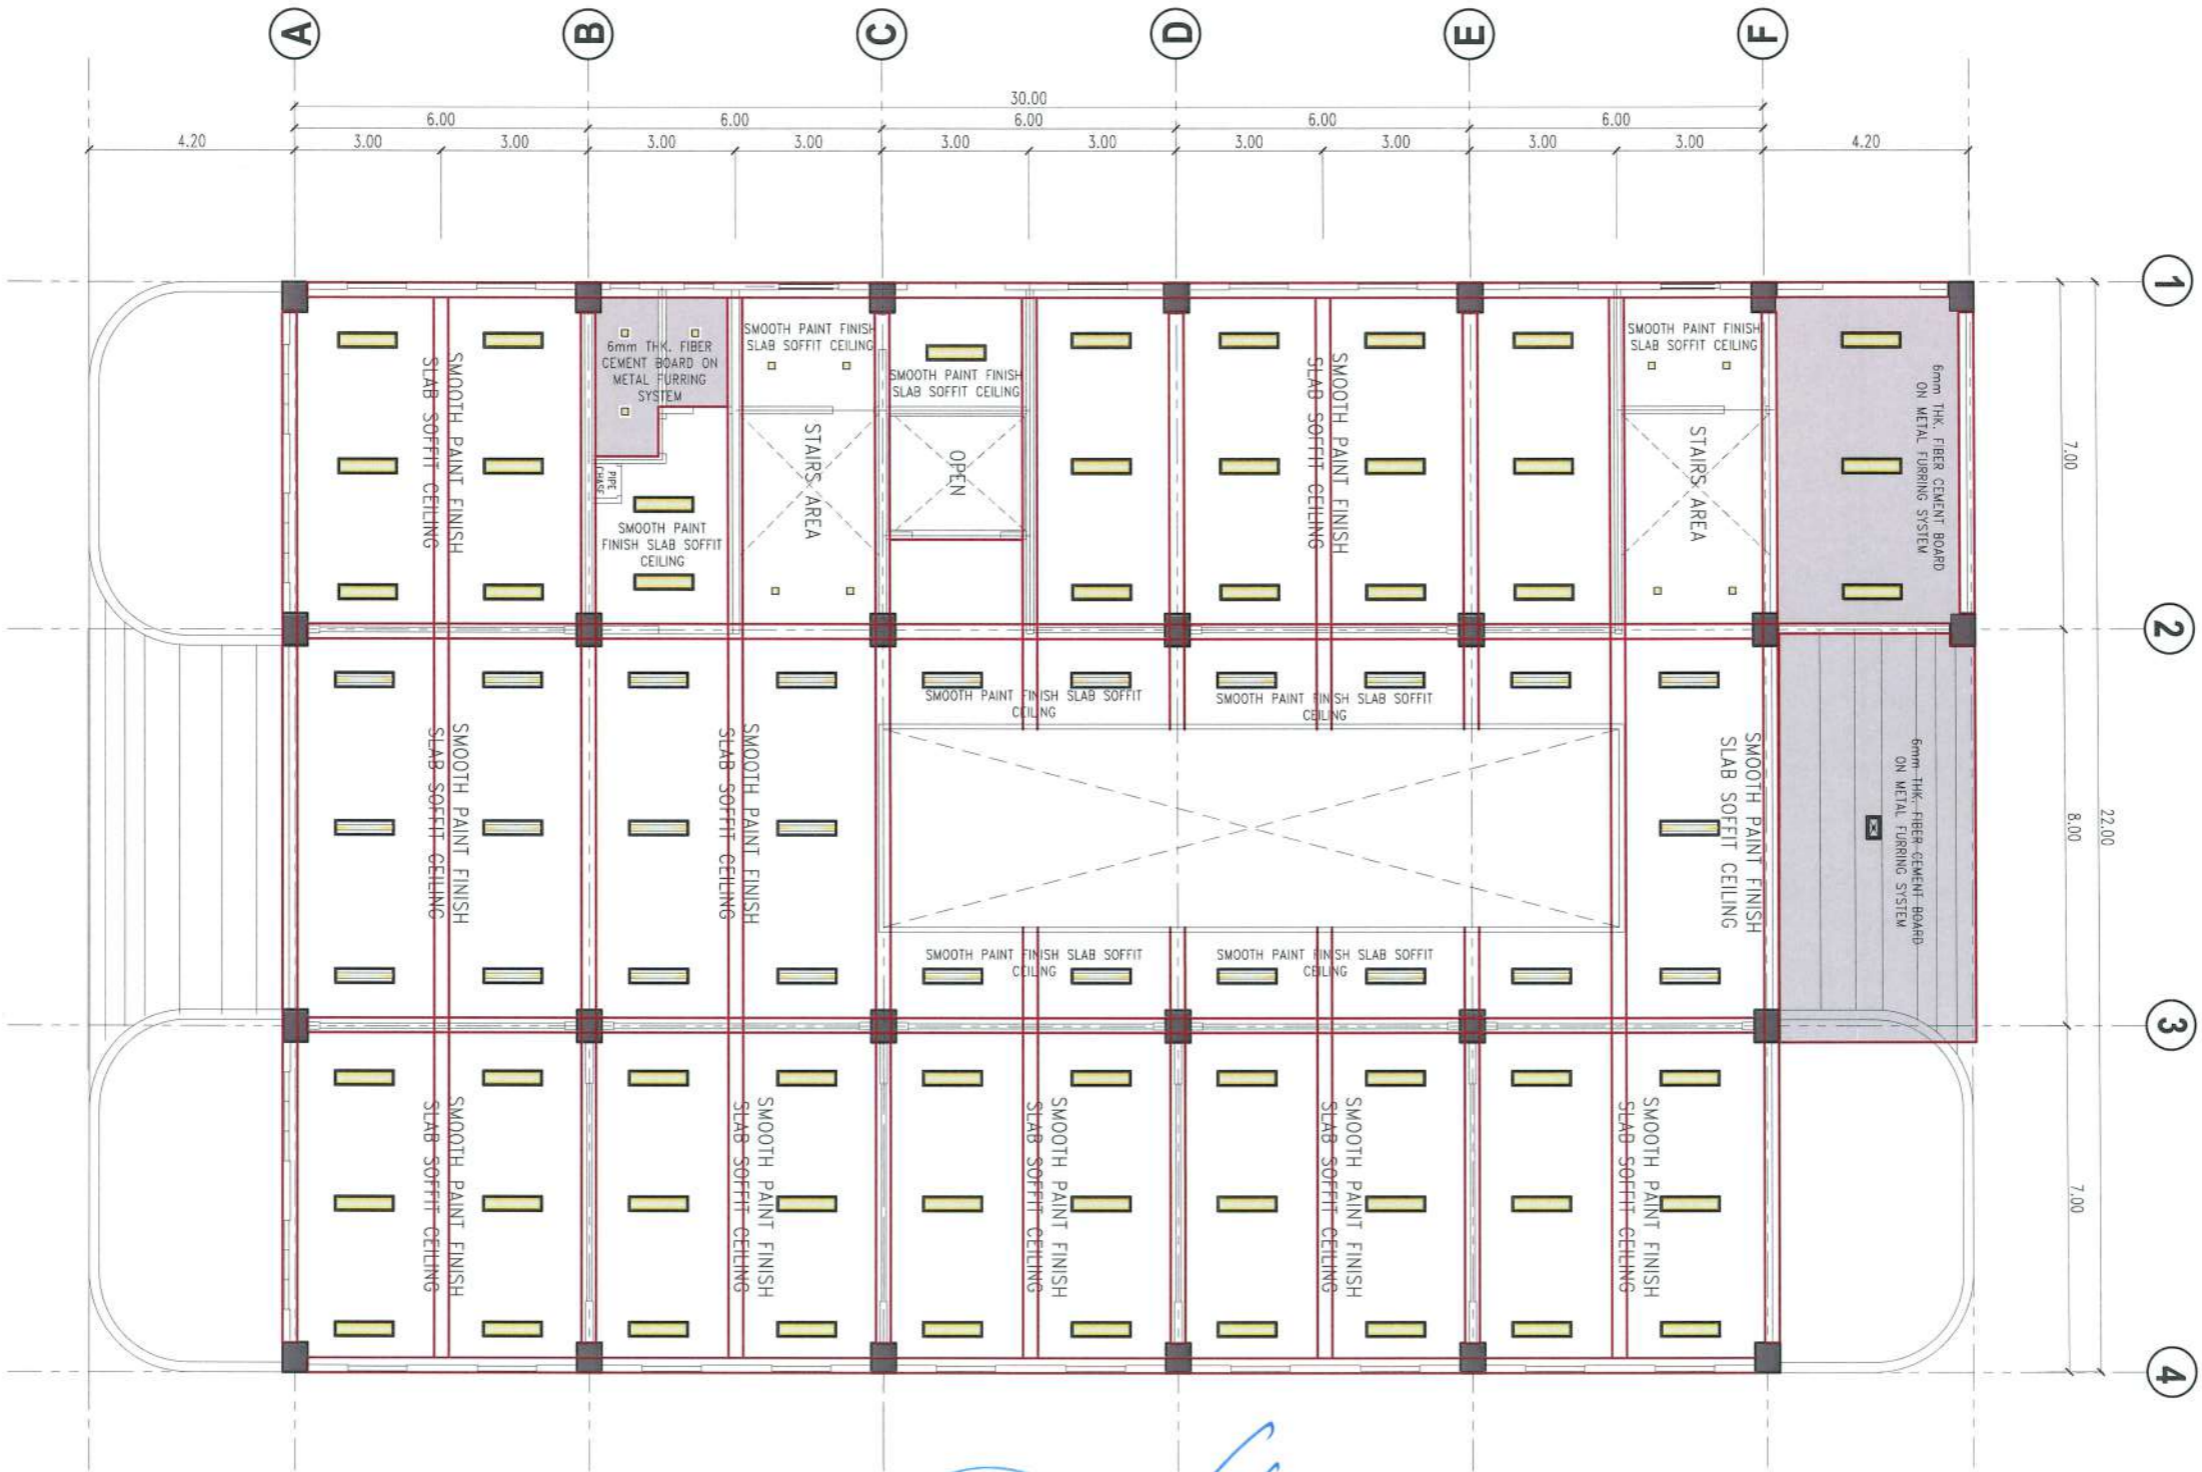 A
B
C
D
E
F
30.00
6.00
6.00
6.00
6.00
6.00
4.20
3.00
3.00
3.00
3.00
3.00
3.00
3.00
3.00
3.00
3.00
4.20
1
2
3
4
7.00
8.00
7.00
22.00
SMOOTH PAINT FINISH
SLAB SOFFIT CEILING
6mm THK. FIBER
CEMENT BOARD ON
METAL FURRING
SYSTEM
SMOOTH PAINT FINISH
SLAB SOFFIT CEILING
SMOOTH PAINT FINISH
SLAB SOFFIT CEILING
SMOOTH PAINT FINISH
SLAB SOFFIT CEILING
SMOOTH PAINT FINISH
SLAB SOFFIT CEILING
6mm THK. FIBER CEMENT BOARD
ON METAL FURRING SYSTEM
STAIRS AREA
OPEN
STAIRS AREA
PIPE
CHASE
SMOOTH PAINT
FINISH SLAB SOFFIT
CEILING
SMOOTH PAINT FINISH
SLAB SOFFIT CEILING
SMOOTH PAINT FINISH
SLAB SOFFIT CEILING
SMOOTH PAINT FINISH SLAB SOFFIT
CEILING
SMOOTH PAINT FINISH SLAB SOFFIT
CEILING
SMOOTH PAINT FINISH
SLAB SOFFIT CEILING
6mm THK. FIBER CEMENT BOARD
ON METAL FURRING SYSTEM
SMOOTH PAINT FINISH SLAB SOFFIT
CEILING
SMOOTH PAINT FINISH SLAB SOFFIT
CEILING
SMOOTH PAINT FINISH
SLAB SOFFIT CEILING
SMOOTH PAINT FINISH
SLAB SOFFIT CEILING
SMOOTH PAINT FINISH
SLAB SOFFIT CEILING
SMOOTH PAINT FINISH
SLAB SOFFIT CEILING
SMOOTH PAINT FINISH
SLAB SOFFIT CEILING